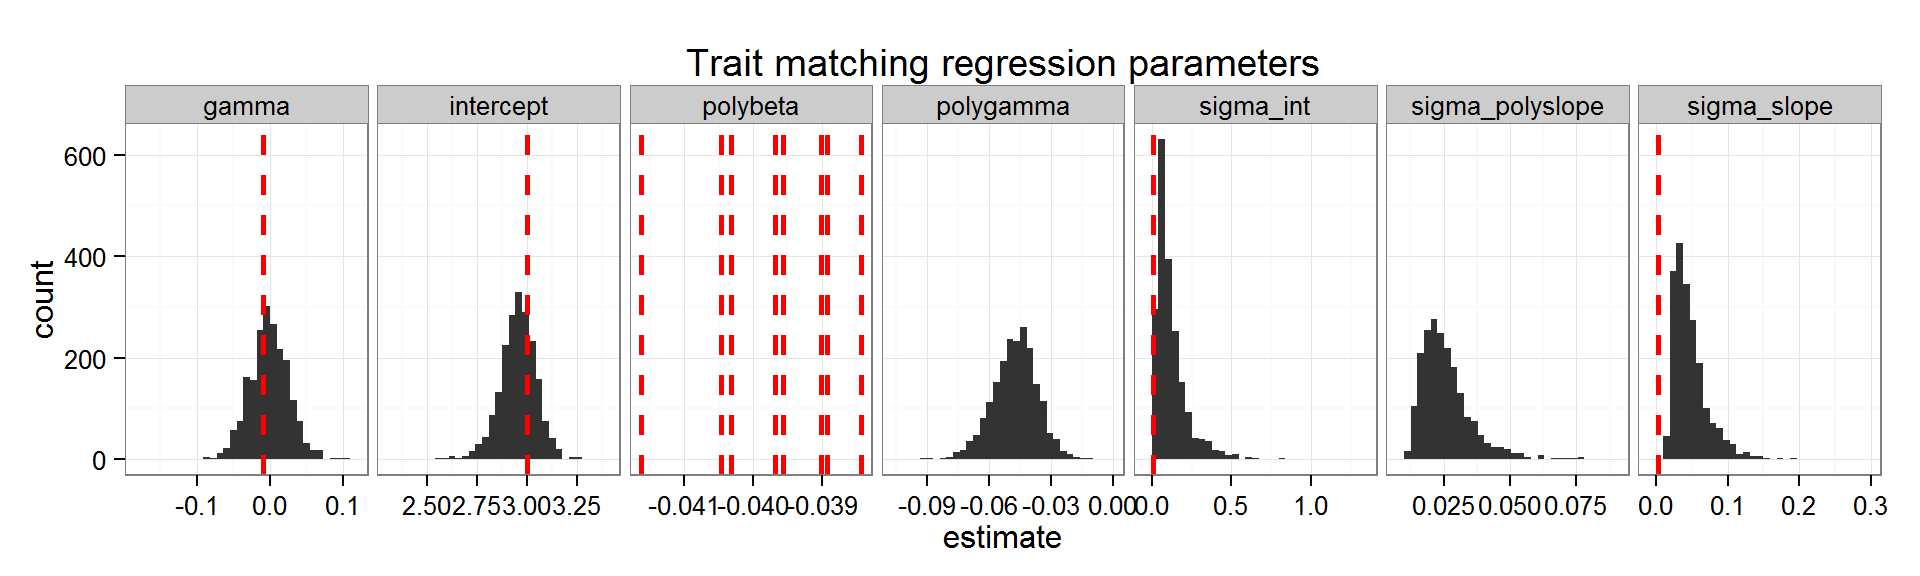 Trait matching regression parameters
gamma intercept polybeta polygamma sigma_int sigma_polyslope sigma_slope
600
400
200
0
count
-0.1 0.0 0.1 2.50 2.75 3.00 3.25 -0.041 -0.040 -0.039 -0.09 -0.06 -0.03 0.00 0.0 0.5 1.0 0.025 0.050 0.075 0.0 0.1 0.2 0.3
estimate